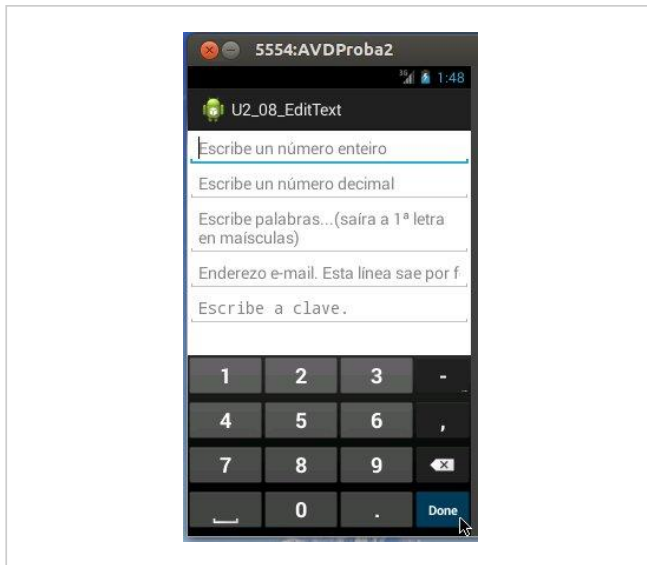 5554:AVDProba2
3G 1:48
U2_08_EditText
Escribe un número enteiro
Escribe un número decimal
Escribe palabras...(saíra a 1ª letra
en maísculas)
Enderezo e-mail. Esta línea sae por f
Escribe a clave.
1 2 3 -
4 5 6 ,
7 8 9
0 . Done